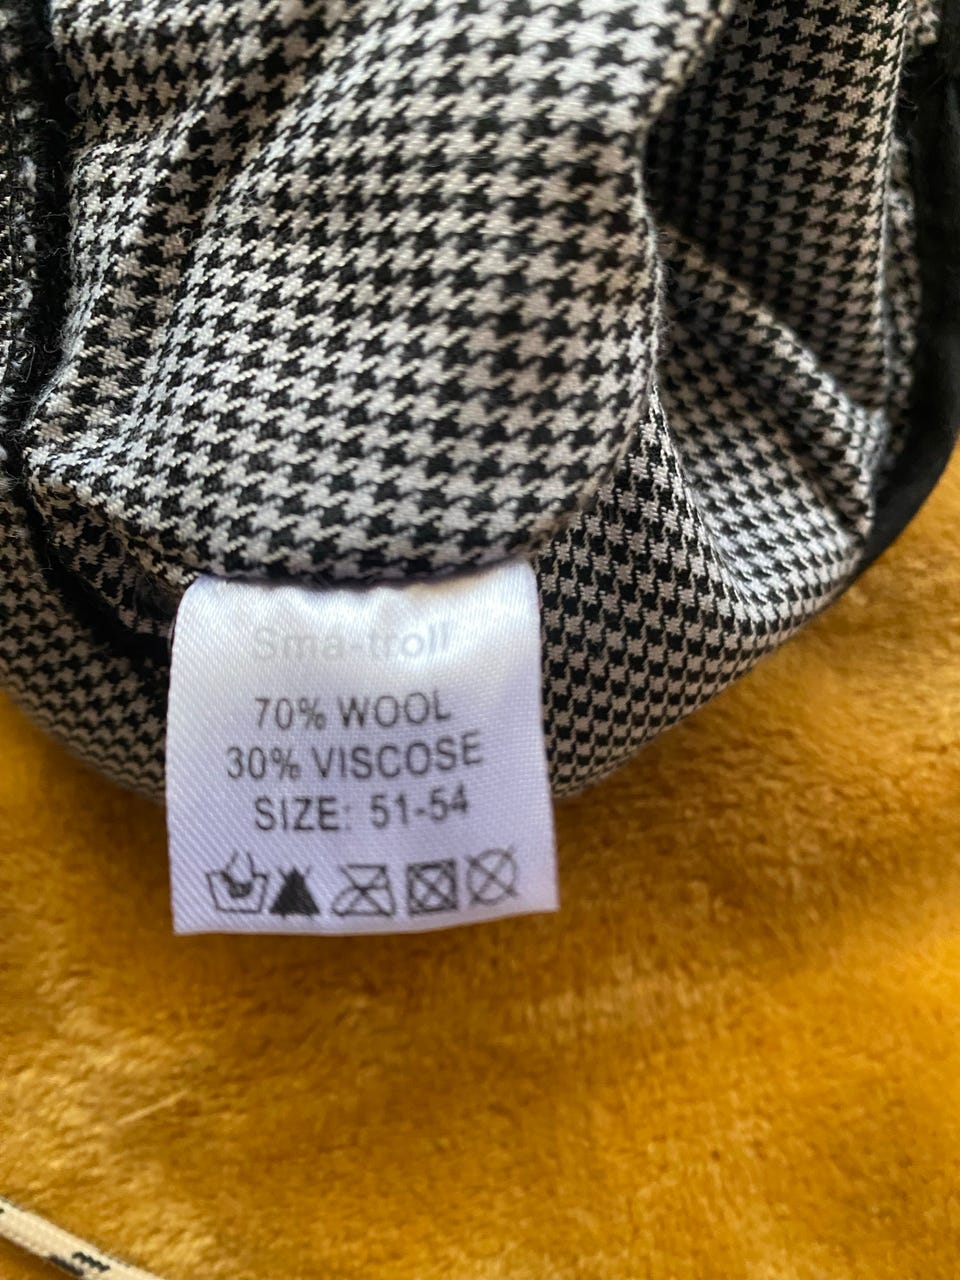 Sma-troll
70% WOOL
30% VISCOSE
SIZE: 51-54